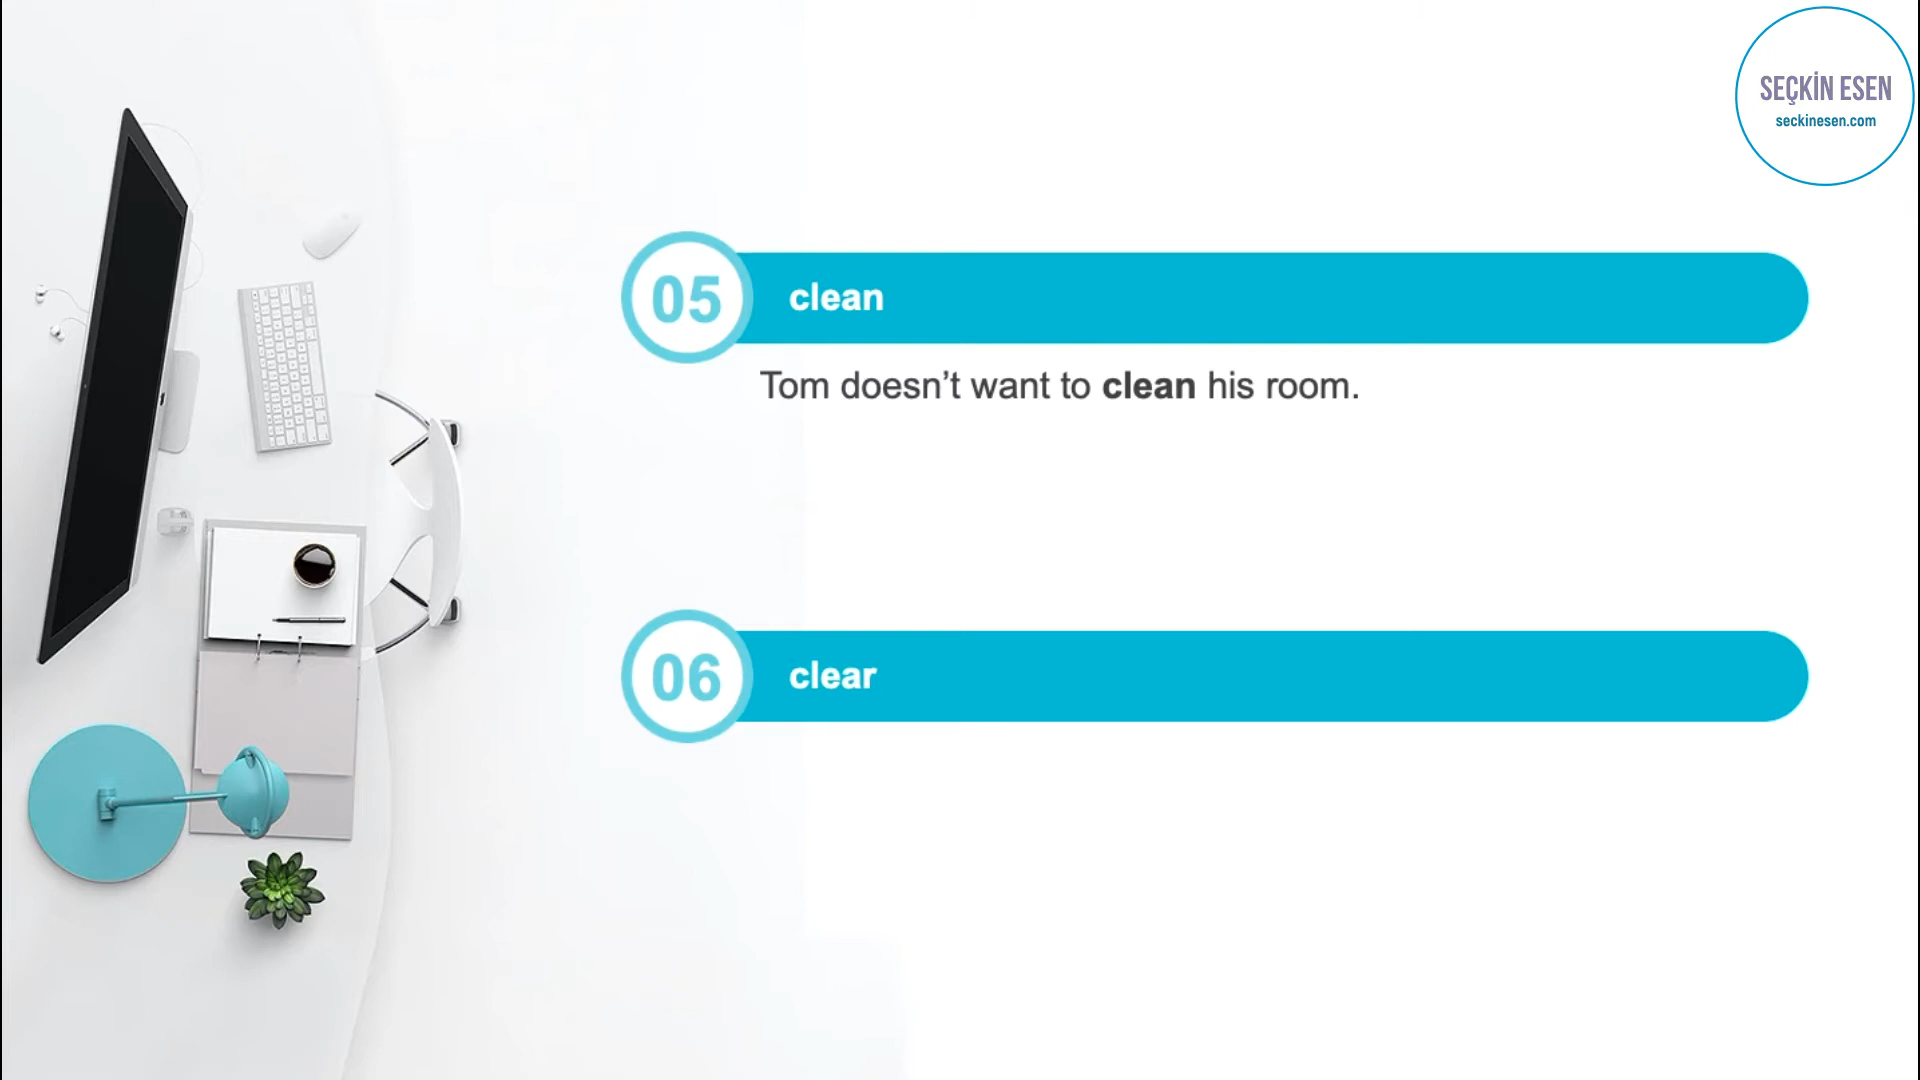 SEÇKİN ESEN
seckinesen.com
05 clean
Tom doesn’t want to clean his room.
06 clear